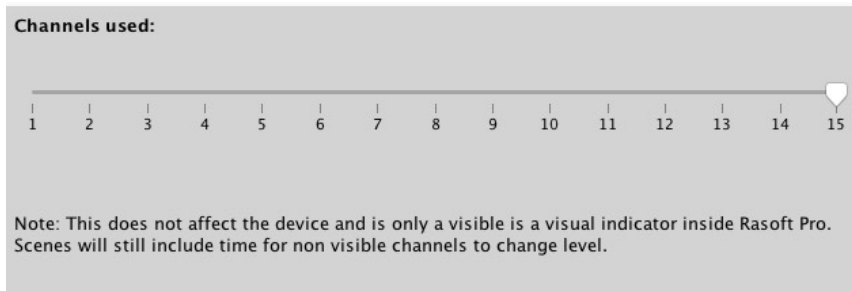 Channels used:
1 2 3 4 5 6 7 8 9 10 11 12 13 14 15
Note: This does not affect the device and is only a visible is a visual indicator inside Rasoft Pro.
Scenes will still include time for non visible channels to change level.